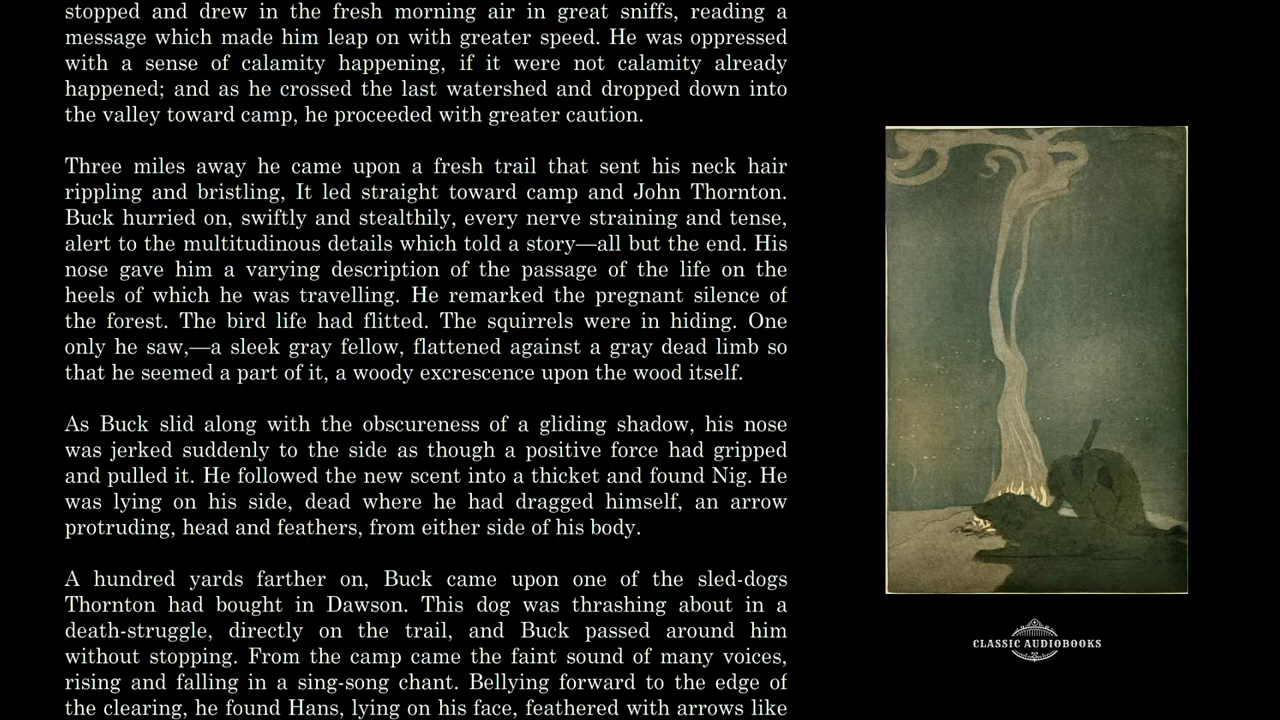 stopped and drew in the fresh morning air in great sniffs, reading a
message which made him leap on with greater speed. He was oppressed
with a sense of calamity happening, if it were not calamity already
happened; and as he crossed the last watershed and dropped down into
the valley toward camp, he proceeded with greater caution.
Three miles away he came upon a fresh trail that sent his neck hair
rippling and bristling, It led straight toward camp and John Thornton.
Buck hurried on, swiftly and stealthily, every nerve straining and tense,
alert to the multitudinous details which told a story—all but the end. His
nose gave him a varying description of the passage of the life on the
heels of which he was travelling. He remarked the pregnant silence of
the forest. The bird life had flitted. The squirrels were in hiding. One
only he saw,—a sleek gray fellow, flattened against a gray dead limb so
that he seemed a part of it, a woody excrescence upon the wood itself.
As Buck slid along with the obscureness of a gliding shadow, his nose
was jerked suddenly to the side as though a positive force had gripped
and pulled it. He followed the new scent into a thicket and found Nig. He
was lying on his side, dead where he had dragged himself, an arrow
protruding, head and feathers, from either side of his body.
A hundred yards farther on, Buck came upon one of the sled-dogs
Thornton had bought in Dawson. This dog was thrashing about in a
death-struggle, directly on the trail, and Buck passed around him
without stopping. From the camp came the faint sound of many voices,
rising and falling in a sing-song chant. Bellying forward to the edge of
the clearing, he found Hans, lying on his face, feathered with arrows like
CLASSIC AUDIOBOOKS